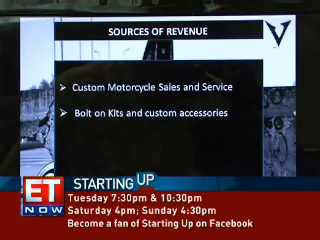 SOURCES OF REVENUE
Custom Motorcycle Sales and Service
Bolt on Kits and custom accessories
ET
NOW
STARTING UP
Tuesday 7:30pm & 10:30pm
Saturday 4pm; Sunday 4:30pm
Become a fan of Starting Up on Facebook